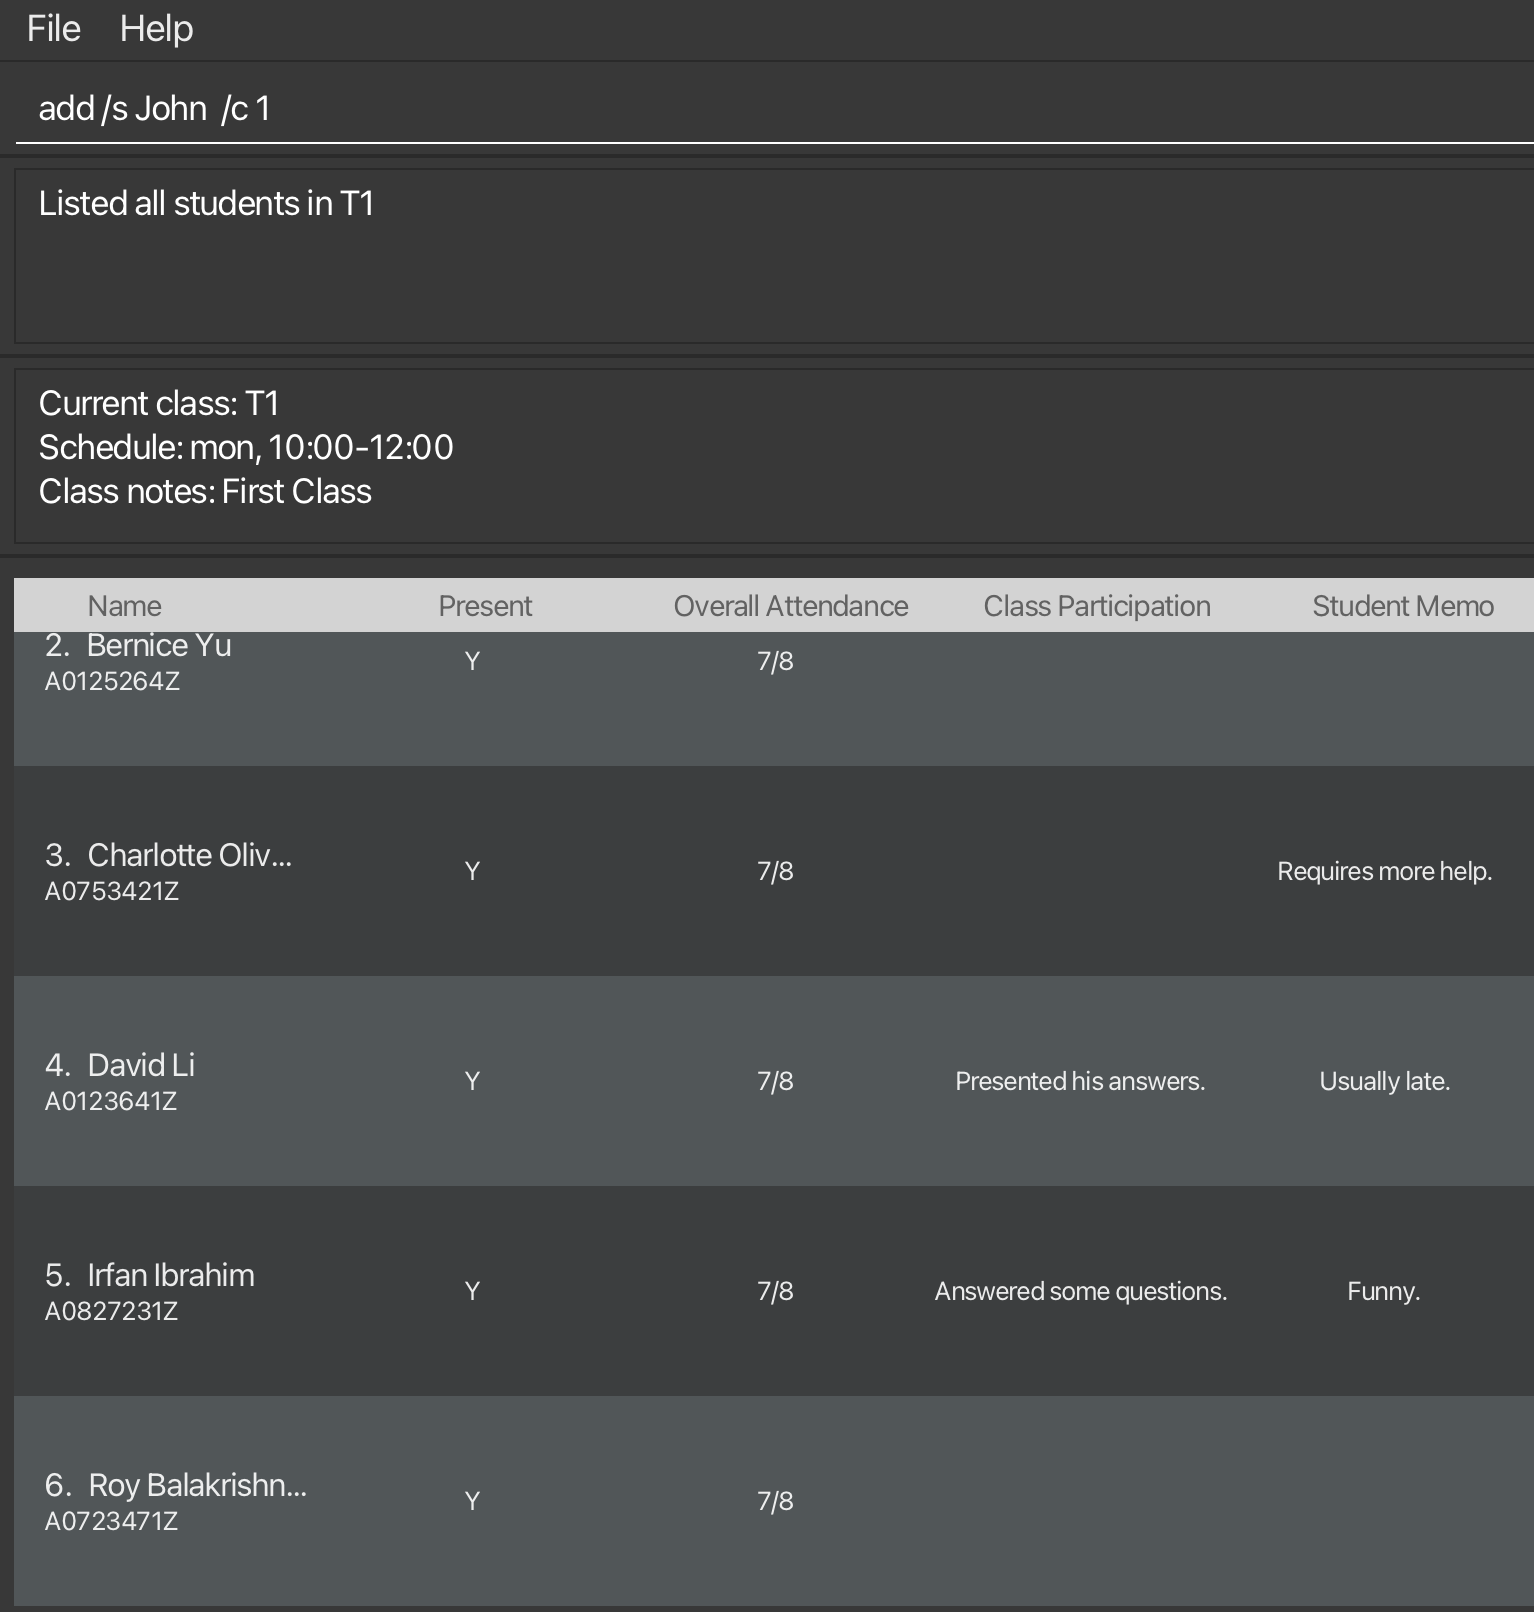 File Help
add /s John  /c 1
Listed all students in T1
Current class: T1
Schedule: mon, 10:00-12:00
Class notes: First Class
Name Present Overall Attendance Class Participation Student Memo
2. Bernice Yu
A0125264Z
Y 7/8
3. Charlotte Oliv...
A0753421Z
Y 7/8 Requires more help.
4. David Li
A0123641Z
Y 7/8 Presented his answers. Usually late.
5. Irfan Ibrahim
A0827231Z
Y 7/8 Answered some questions. Funny.
6. Roy Balakrishn...
A0723471Z
Y 7/8